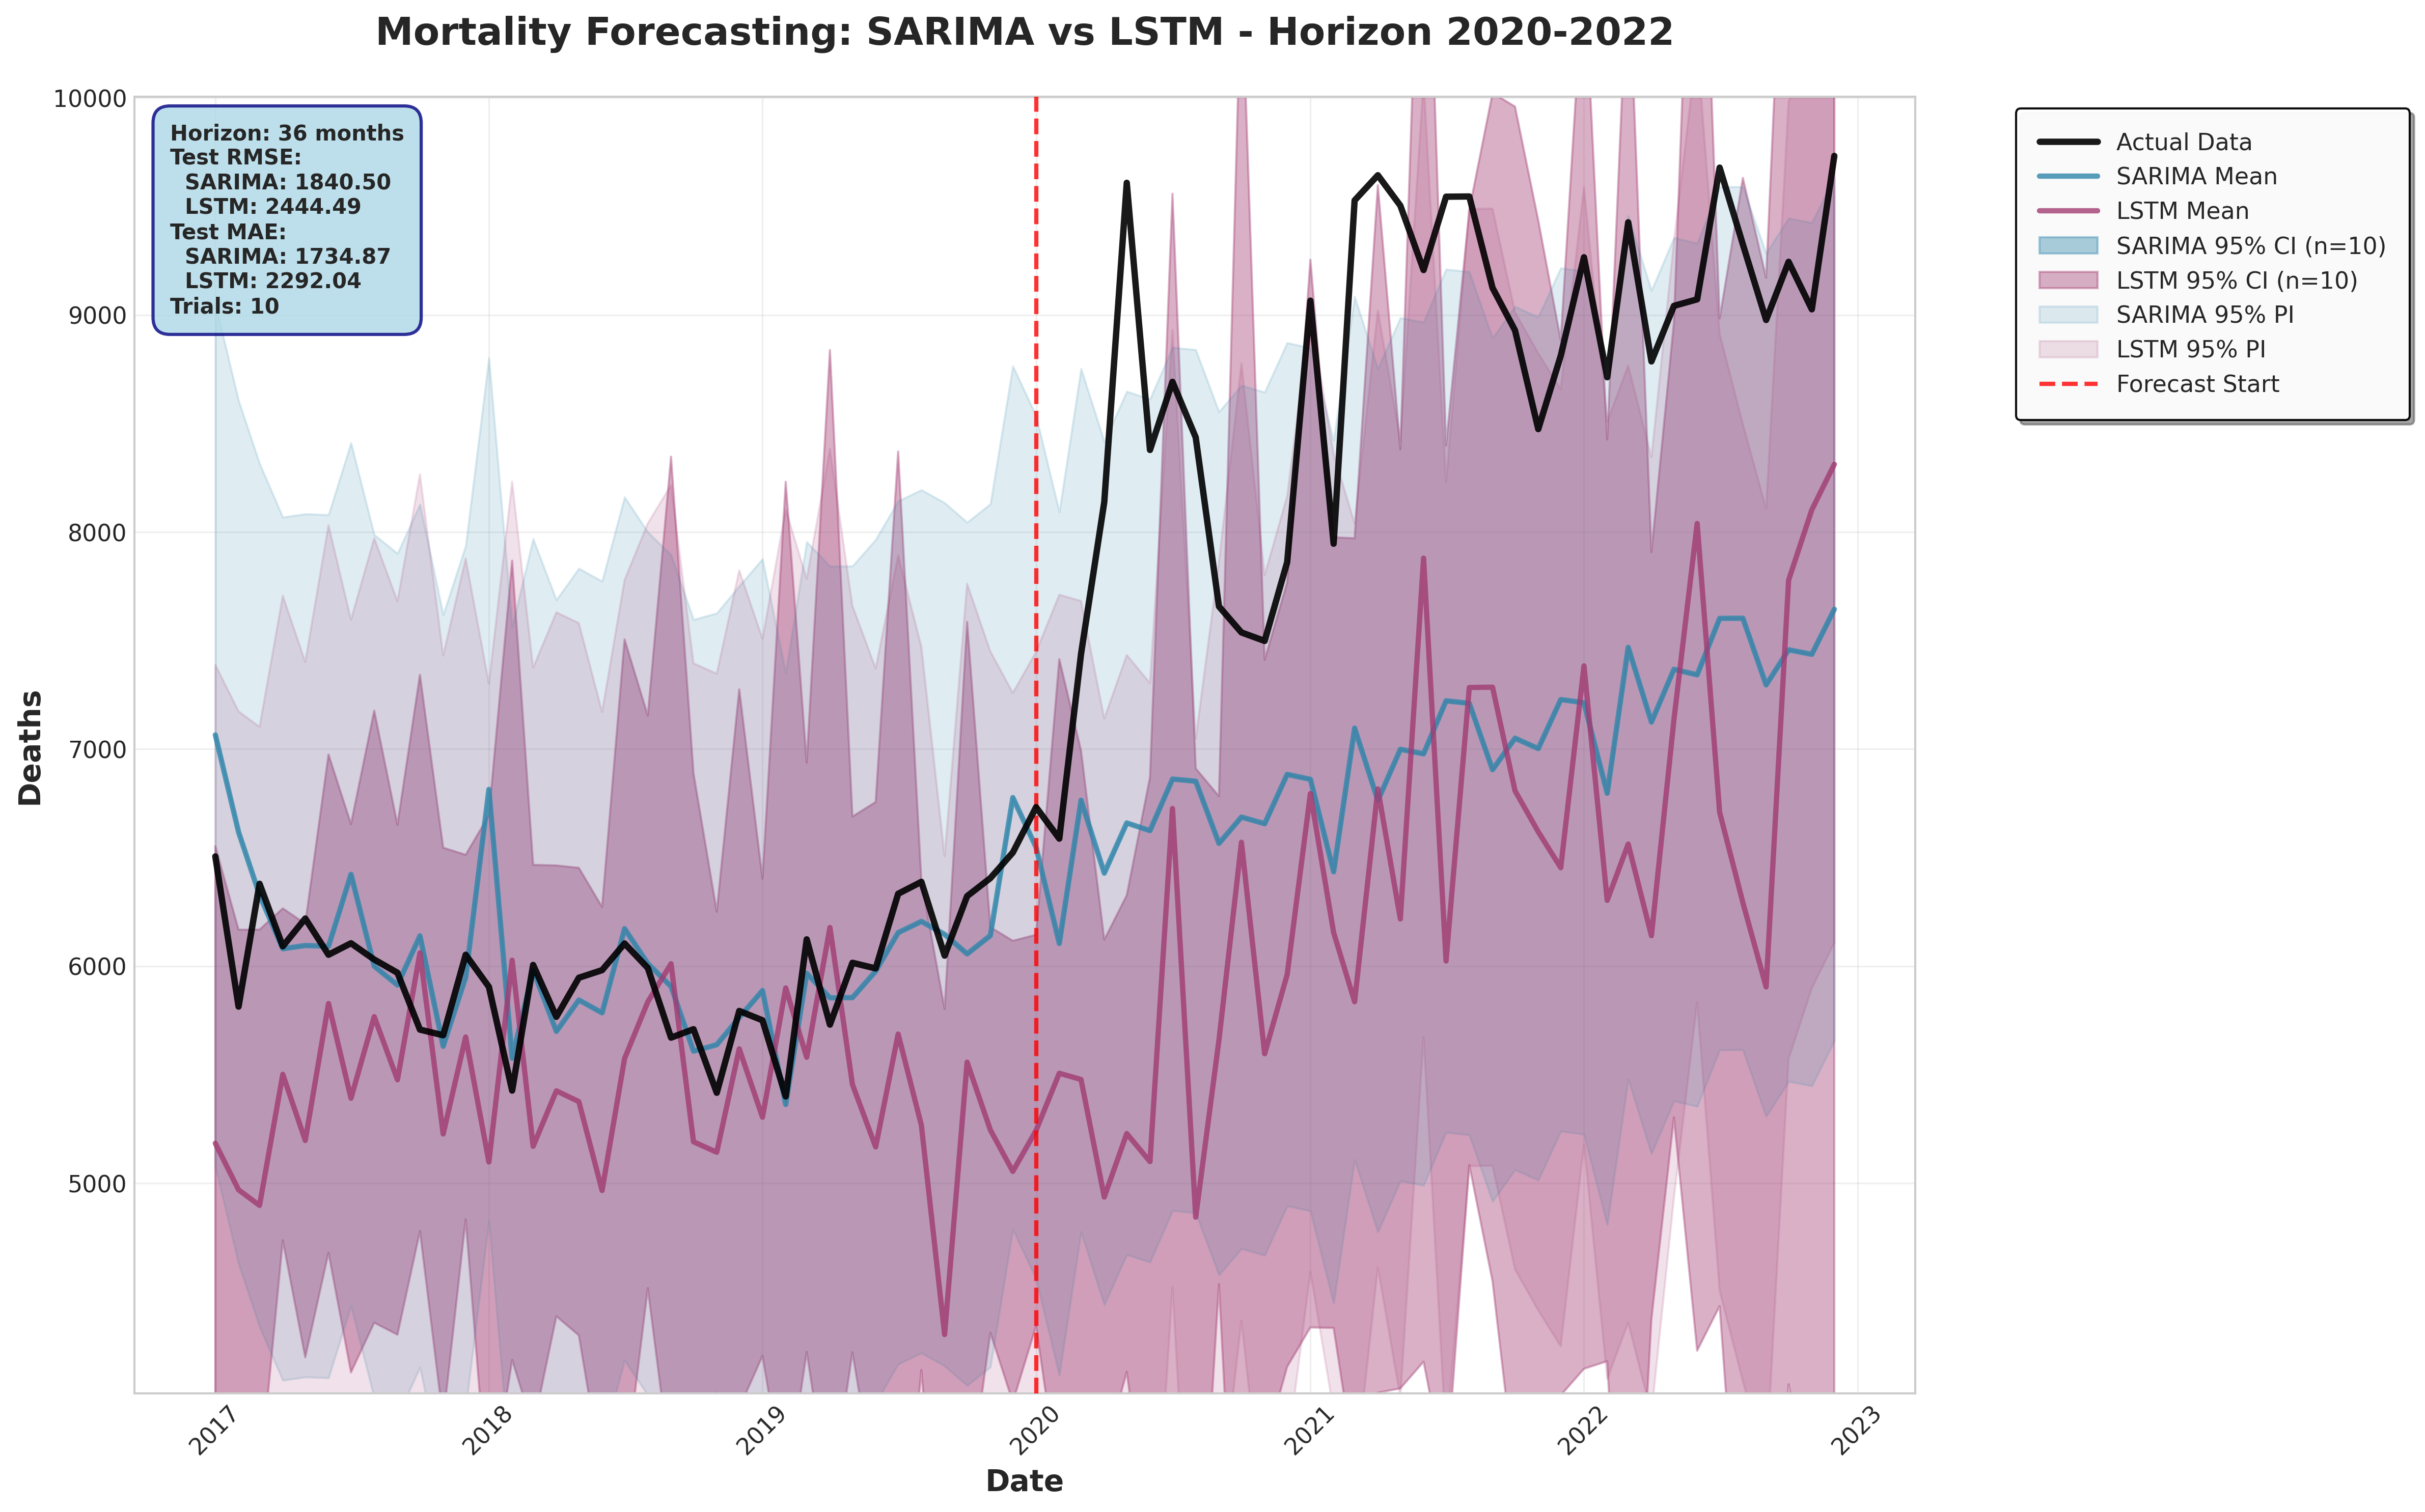 Mortality Forecasting: SARIMA vs LSTM - Horizon 2020-2022
10000
9000
8000
7000
6000
5000
Deaths
Horizon: 36 months
Test RMSE:
SARIMA: 1840.50
LSTM: 2444.49
Test MAE:
SARIMA: 1734.87
LSTM: 2292.04
Trials: 10
Actual Data
SARIMA Mean
LSTM Mean
SARIMA 95% CI (n=10)
LSTM 95% CI (n=10)
SARIMA 95% PI
LSTM 95% PI
Forecast Start
2017
2018
2019
2020
2021
2022
2023
Date